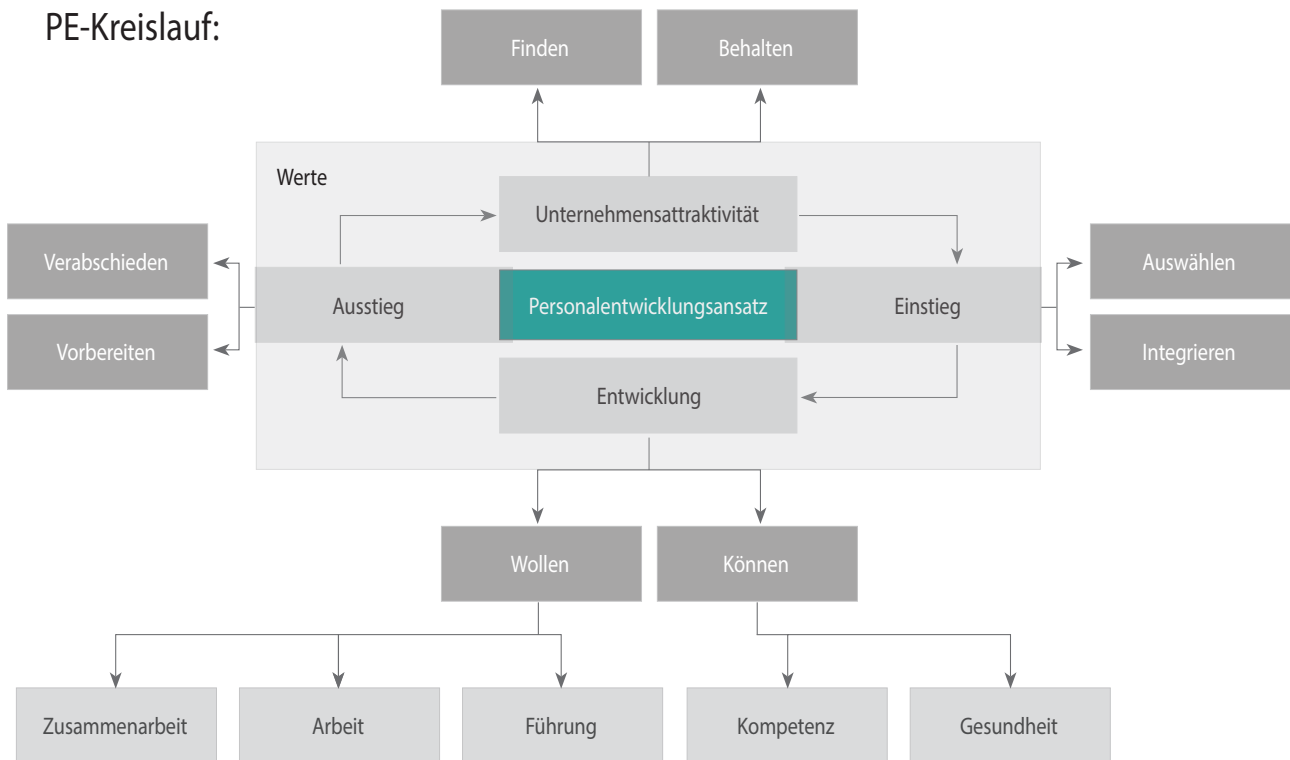 PE-Kreislauf:
Finden
Behalten
Werte
Unternehmensattraktivität
Verabschieden
Auswählen
Ausstieg
Personalentwicklungsansatz
Einstieg
Vorbereiten
Integrieren
Entwicklung
Wollen
Können
Zusammenarbeit
Arbeit
Führung
Kompetenz
Gesundheit